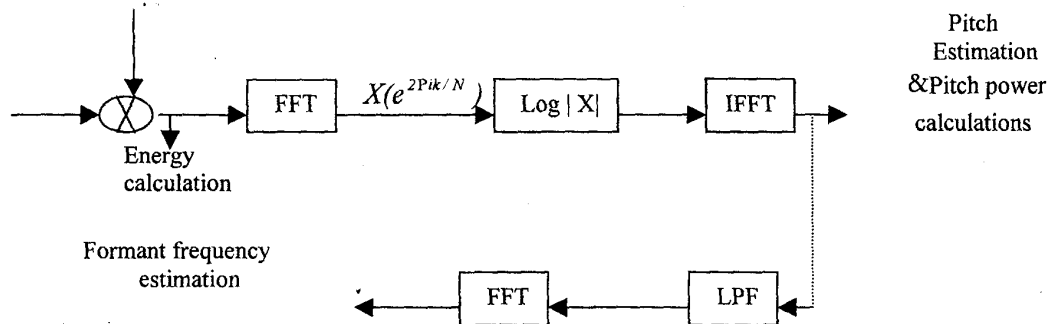 Pitch
Estimation
&Pitch power
calculations
FFT
X(e^{2Pik/N})
Log | X|
IFFT
Energy
calculation
Formant frequency
estimation
FFT
LPF